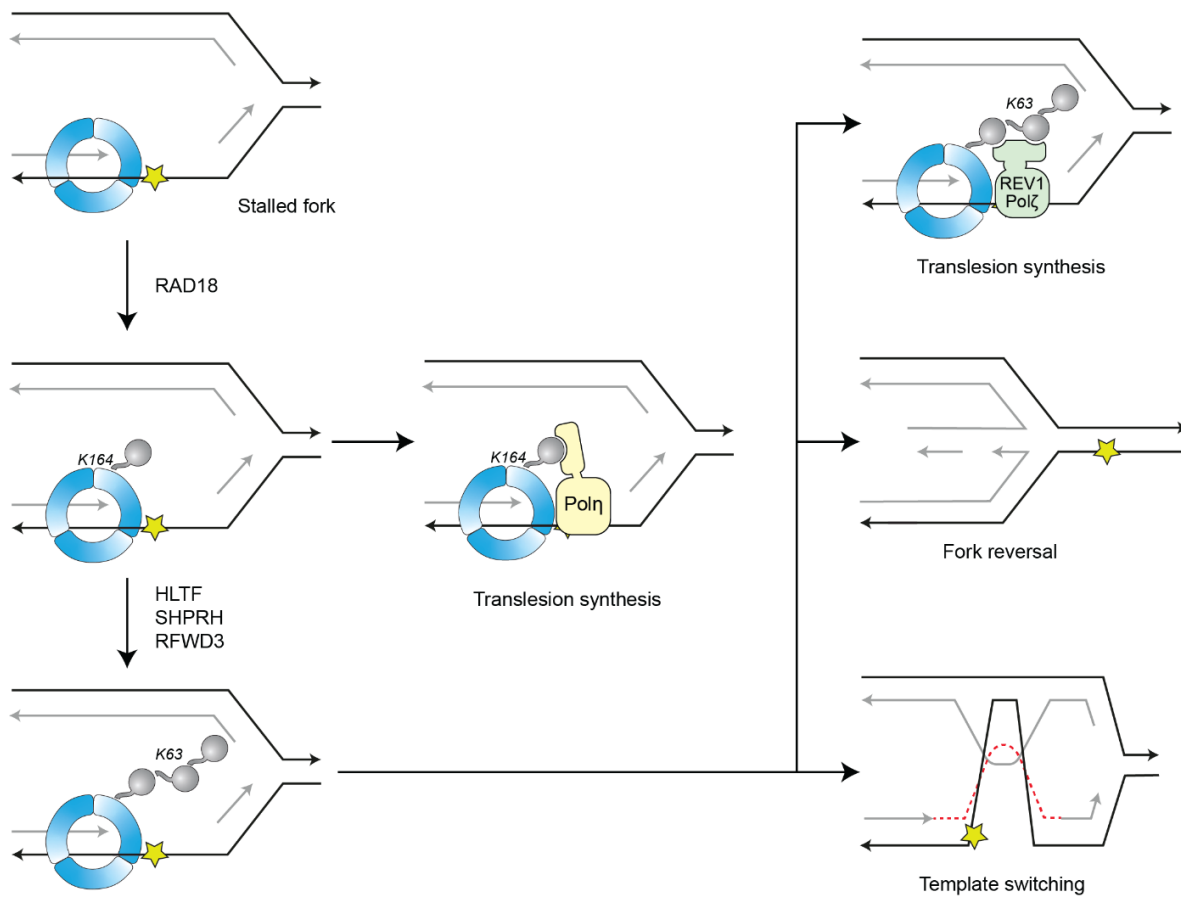 Stalled fork
RAD18
K164
HLTF
SHPRH
RFWD3
K63
K164
Polη
Translesion synthesis
K63
REV1
Polζ
Translesion synthesis
Fork reversal
Template switching